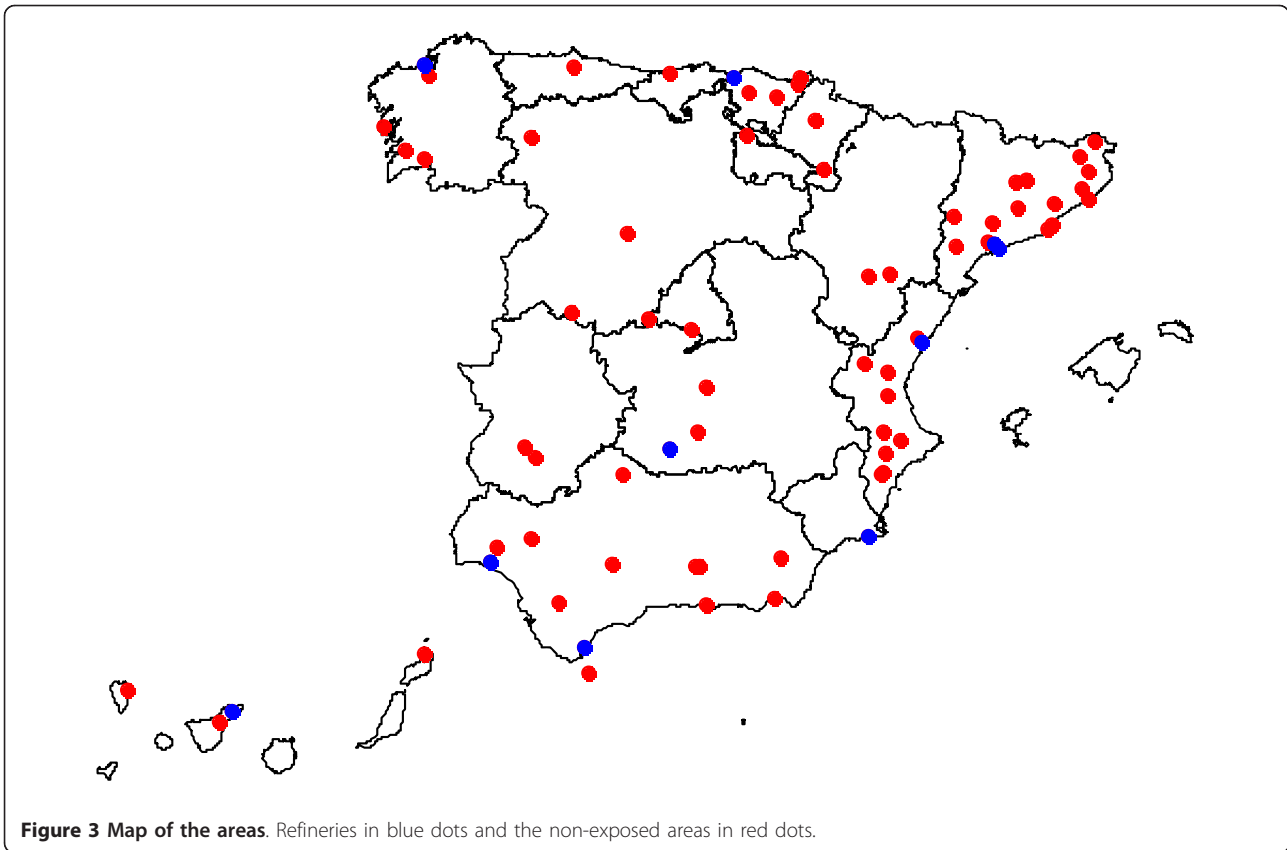 Figure 3 Map of the areas. Refineries in blue dots and the non-exposed areas in red dots.